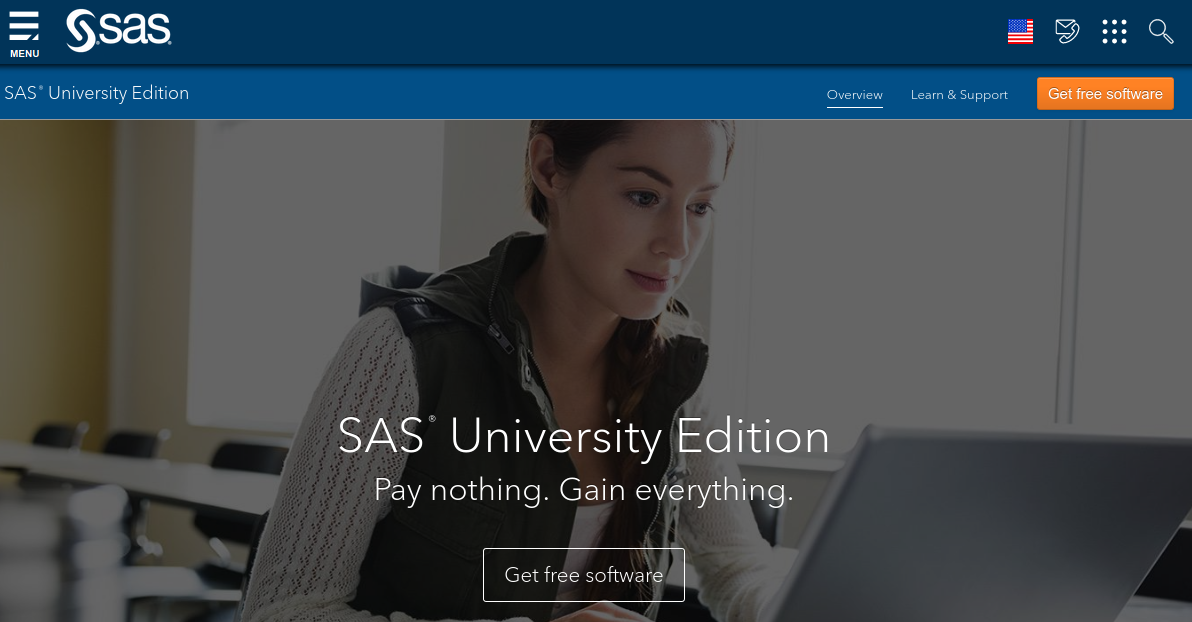 MENU
sas
SAS® University Edition
Overview
Learn & Support
Get free software
SAS® University Edition
Pay nothing. Gain everything.
Get free software